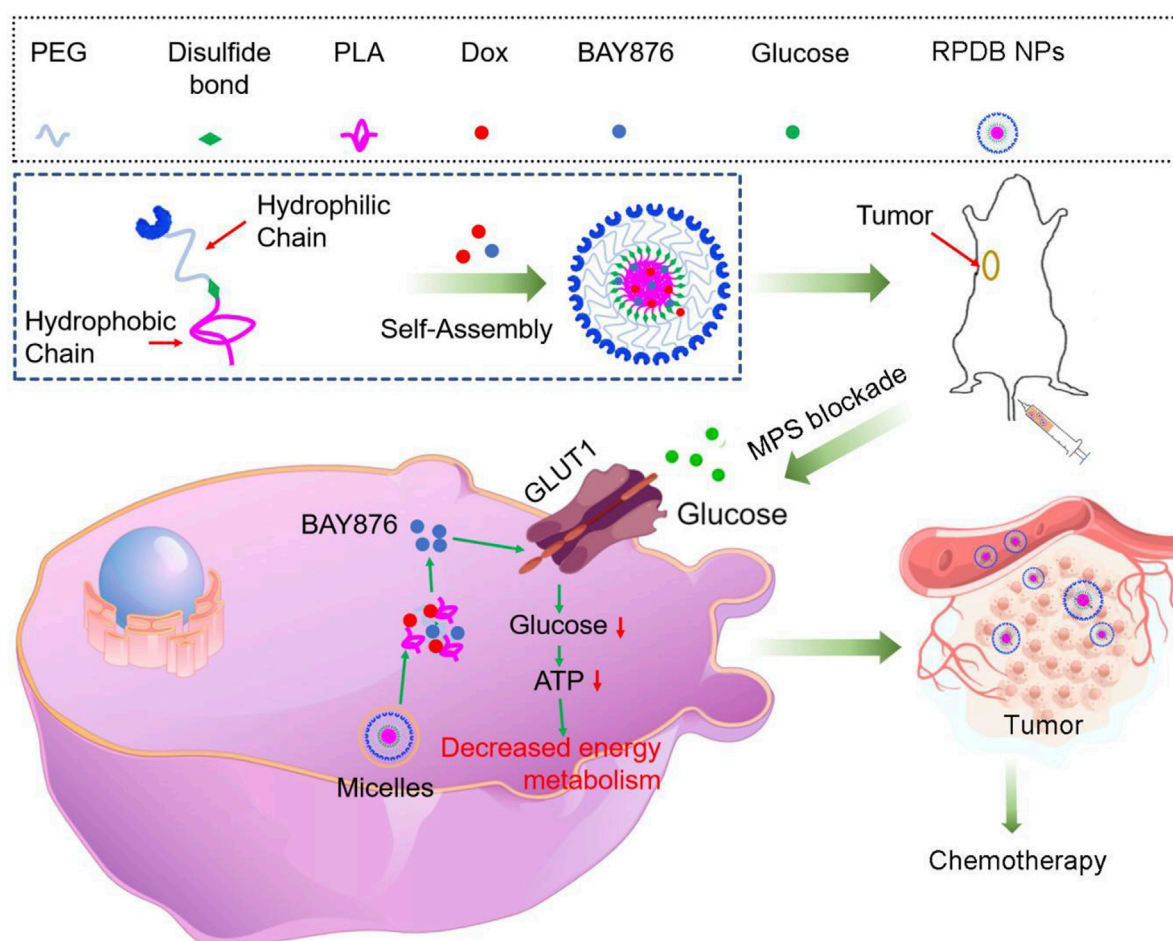 PEG
Disulfide
bond
PLA
Dox
BAY876
Glucose
RPDB NPs
Hydrophilic
Chain
Hydrophobic
Chain
Self-Assembly
Tumor
MPS blockade
GLUT1
Glucose
BAY876
Glucose
ATP
Decreased energy
metabolism
Micelles
Tumor
Chemotherapy